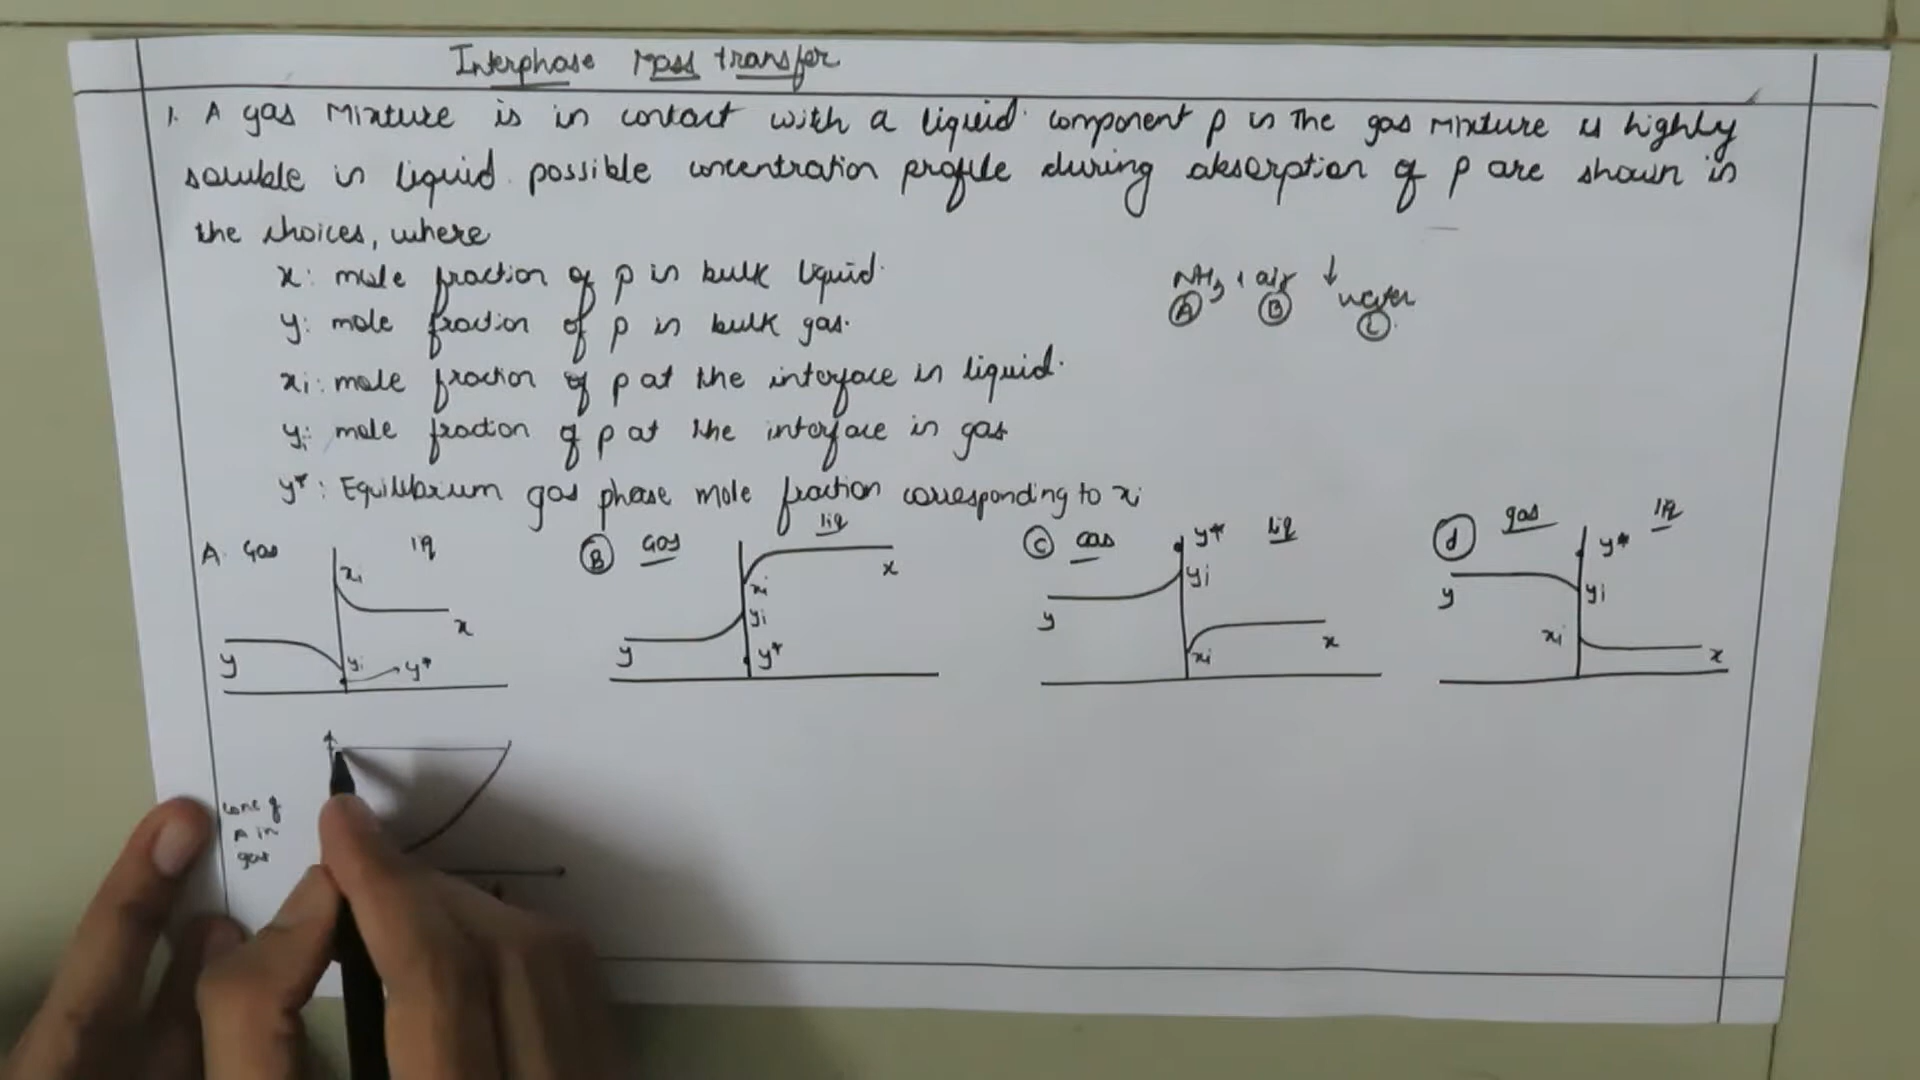 Interphase Mass transfer
1. A gas Mixture is in contact with a liquid. component p in The gas Mixture is highly
soluble in liquid. possible concentration profile during absorption of p are shown in
the choices, where
x: mole fraction of p in bulk liquid.
y: mole fraction of p in bulk gas.
xi: mole fraction of p at the interface in liquid.
yi: mole fraction of p at the interface in gas
y*: Equilibrium gas phase mole fraction corresponding to xi
NH3 + air ↓ water
A B L
A. Gas liq
xi
x
y
yi → y*
B Gas liq
x
xi
yi
y
y*
C Gas y* liq
yi
y
x
xi
d gas liq
y*
y
yi
xi
x
conc of
A in
gas